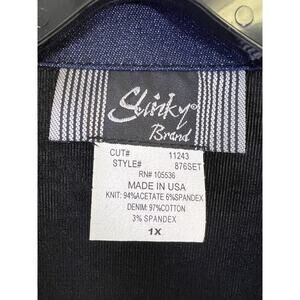 Slinky®
Brand
CUT# 11243
STYLE# 876SET
RN# 105536
MADE IN USA
KNIT: 94%ACETATE 6%SPANDEX
DENIM: 97%COTTON
3% SPANDEX
1X